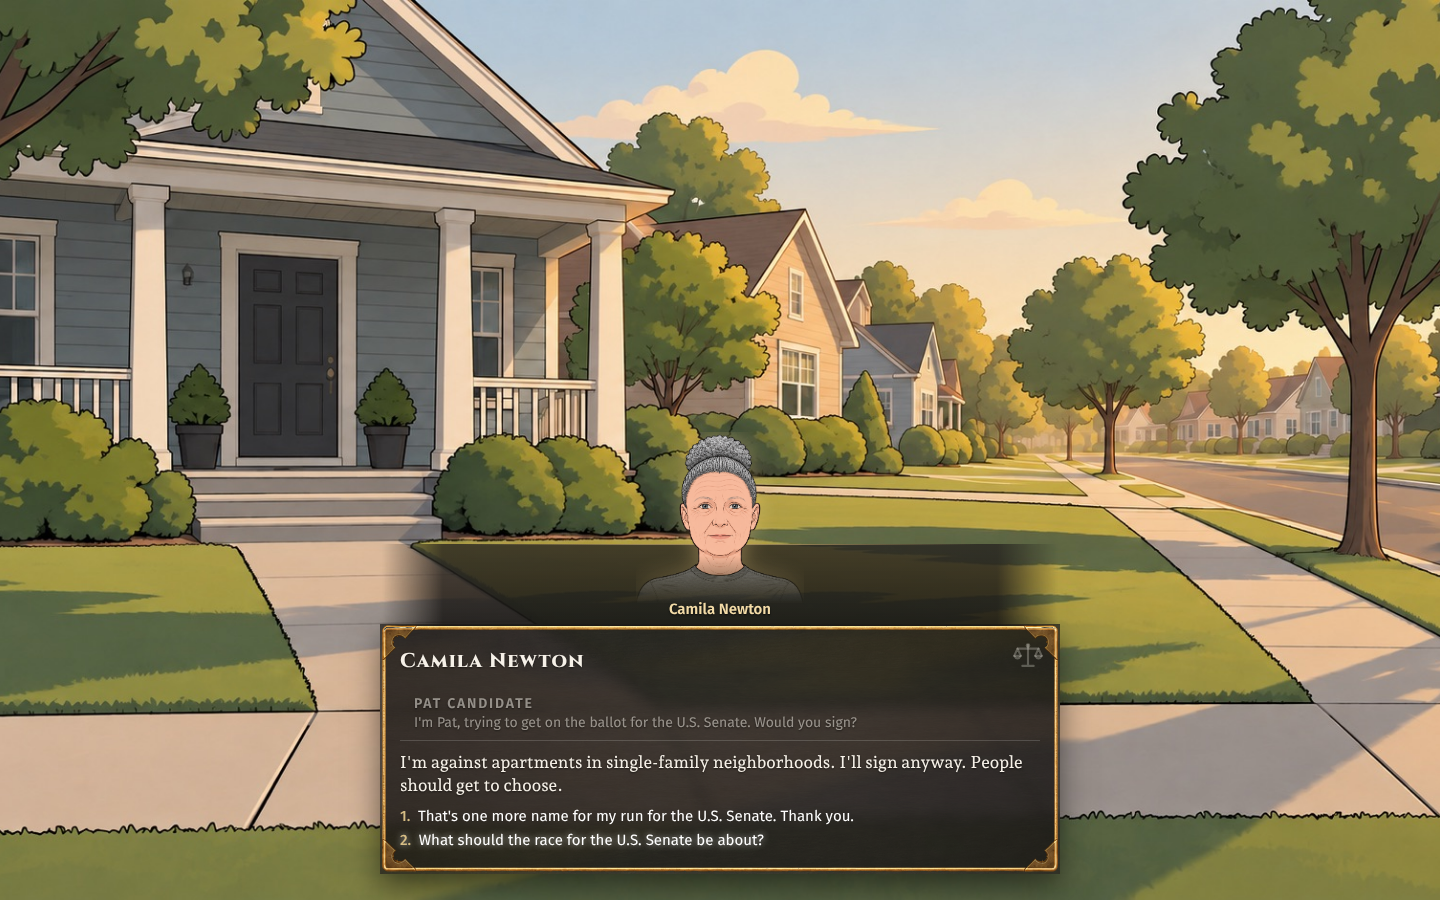 Camila Newton
Camila Newton
PAT CANDIDATE
I'm Pat, trying to get on the ballot for the U.S. Senate. Would you sign?
I'm against apartments in single-family neighborhoods. I'll sign anyway. People
should get to choose.
1. That's one more name for my run for the U.S. Senate. Thank you.
2. What should the race for the U.S. Senate be about?